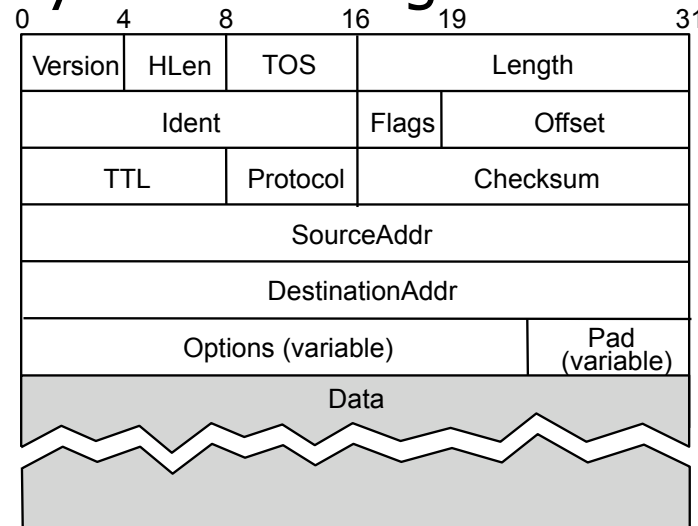 0 4 8 16 19 31
Version HLen TOS Length
Ident Flags Offset
TTL Protocol Checksum
SourceAddr
DestinationAddr
Options (variable) Pad
(variable)
Data